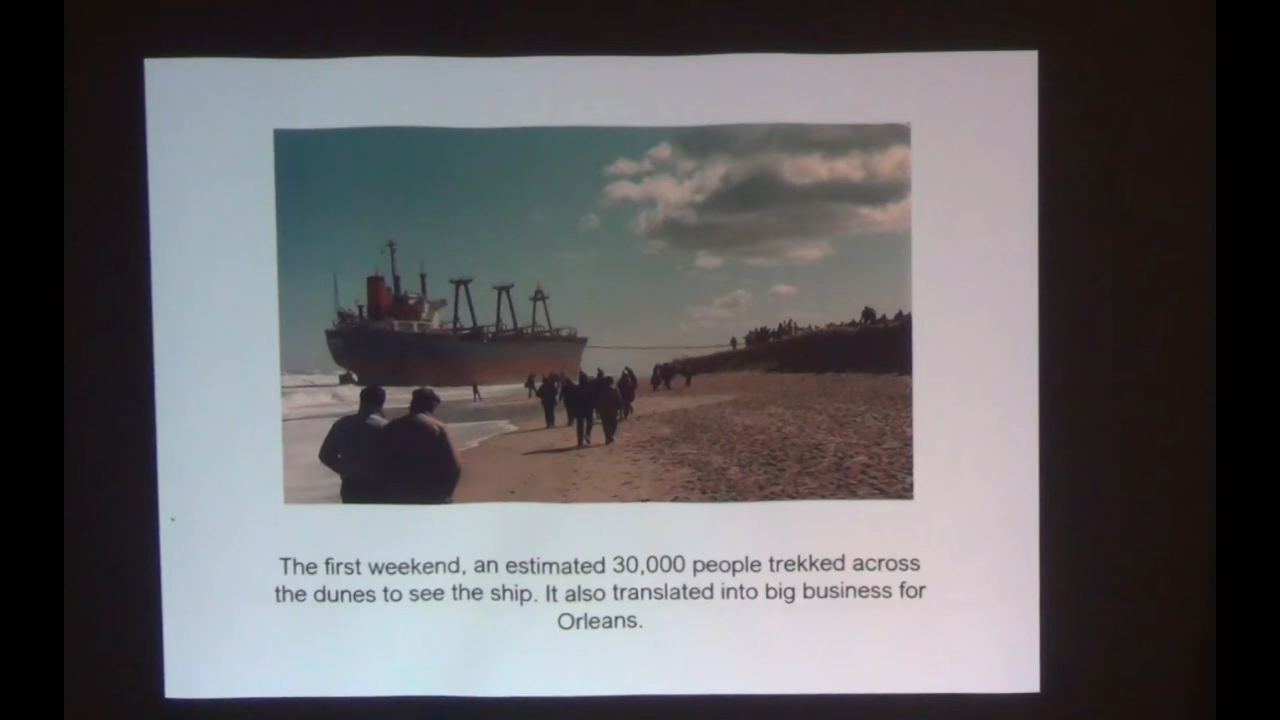 The first weekend, an estimated 30,000 people trekked across
the dunes to see the ship. It also translated into big business for
Orleans.